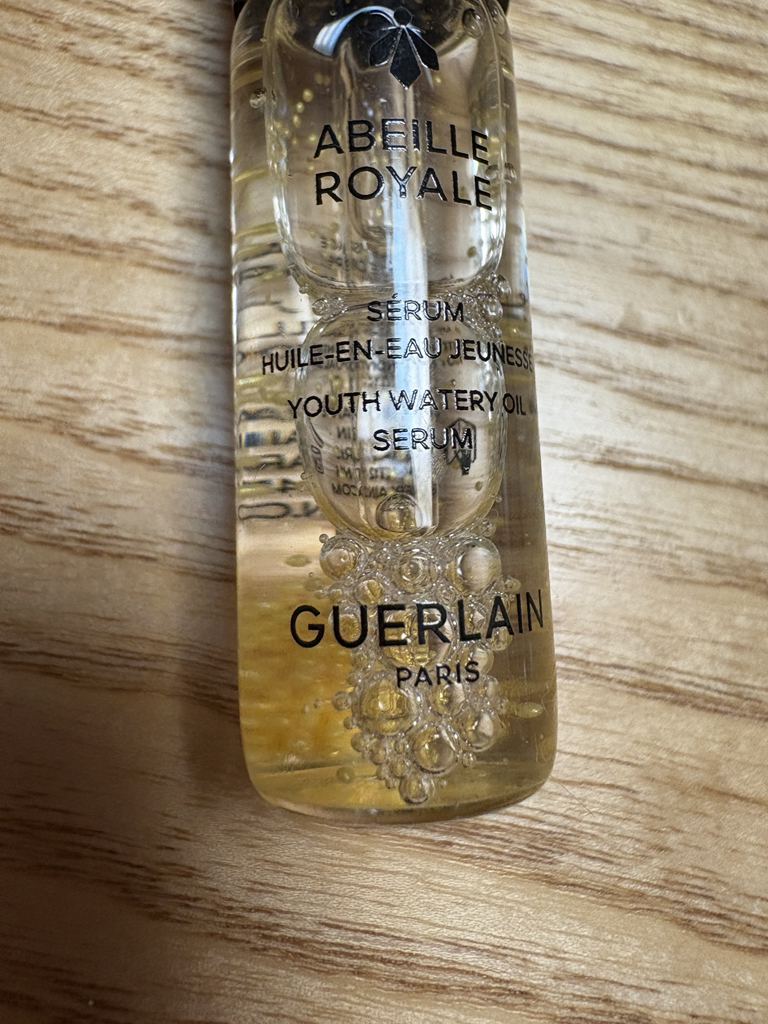 ABEILLE
ROYALE
SÉRUM
HUILE-EN-EAU JEUNESSE
YOUTH WATERY OIL
SERUM
GUERLAIN
PARIS